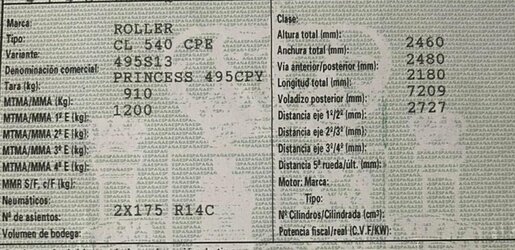 Marca: ROLLER
Tipo: CL 540 CPE
Variante: 495S13
Denominación comercial: PRINCESS 495CPY
Tara (kg): 910
MTMA/MMA (kg): 1200
MTMA/MMA 1º E (kg):
MTMA/MMA 2º E (kg):
MTMA/MMA 3º E (kg):
MTMA/MMA 4º E (kg):
MMR S/F, c/F (kg):
Neumáticos: 2X175 R14C
Nº de asientos:
Volumen de bodega:
Clase:
Altura total (mm): 2460
Anchura total (mm): 2480
Via anterior/posterior (mm): 2180
Longitud total (mm): 7209
Voladizo posterior (mm): 2727
Distancia eje 1º/2º (mm):
Distancia eje 2º/3º (mm):
Distancia eje 3º/4º (mm):
Distancia 5ª rueda/últ. (mm):
Motor: Marca:
Tipo:
Nº Cilindros/Cilindrada (cm³):
Potencia fiscal/real (C.V.F/KW):